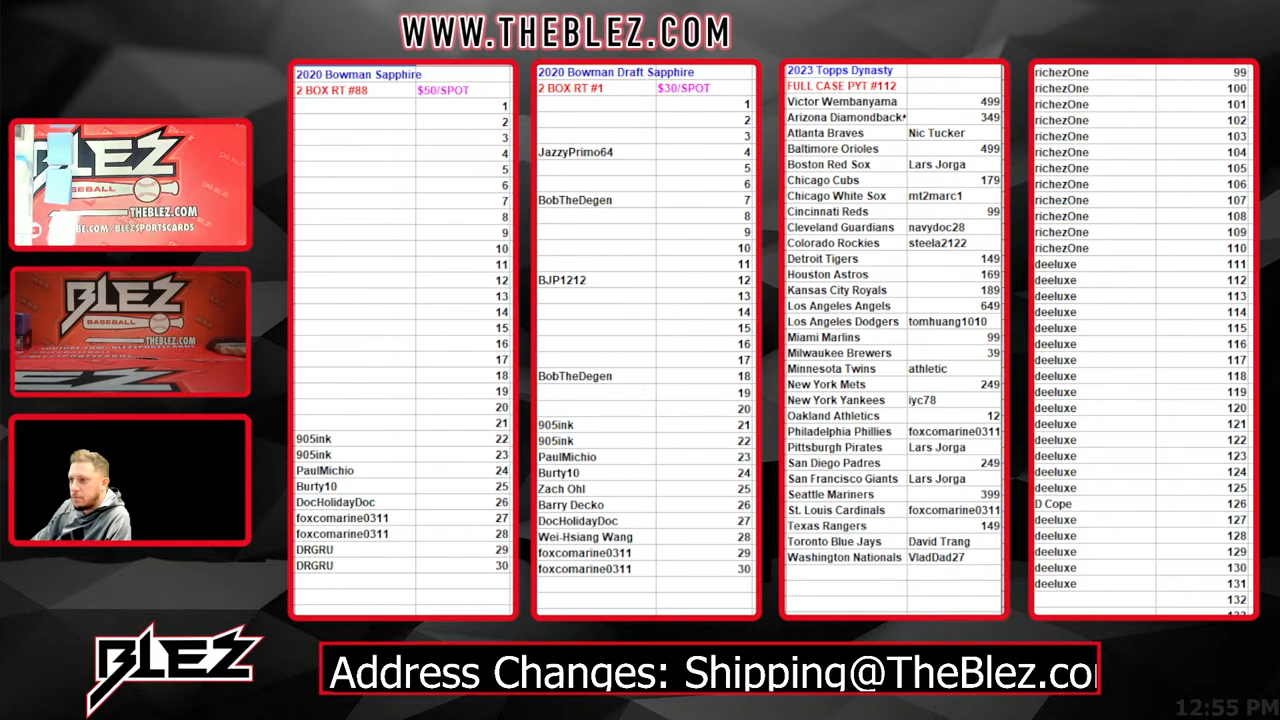 WWW.THEBLEZ.COM
BLEZ
BASEBALL
THEBLEZ.COM
BLEZ
BASEBALL
THEBLEZ.COM
2020 Bowman Sapphire
2 BOX RT #88 $50/SPOT
1
2
3
4
5
6
7
8
9
10
11
12
13
14
15
16
17
18
19
20
21
905ink 22
905ink 23
PaulMichio 24
Burty10 25
DocHolidayDoc 26
foxcomarine0311 27
foxcomarine0311 28
DRGRU 29
DRGRU 30
2020 Bowman Draft Sapphire
2 BOX RT #1 $30/SPOT
1
2
3
JazzyPrimo64 4
5
6
BobTheDegen 7
8
9
10
11
BJP1212 12
13
14
15
16
17
BobTheDegen 18
19
20
905ink 21
905ink 22
PaulMichio 23
Burty10 24
Zach Ohl 25
Barry Decko 26
DocHolidayDoc 27
Wei-Hsiang Wang 28
foxcomarine0311 29
foxcomarine0311 30
2023 Topps Dynasty
FULL CASE PYT #112
Victor Wembanyama 499
Arizona Diamondback 349
Atlanta Braves Nic Tucker
Baltimore Orioles 499
Boston Red Sox Lars Jorga
Chicago Cubs 179
Chicago White Sox mt2marc1
Cincinnati Reds 99
Cleveland Guardians navydoc28
Colorado Rockies steela2122
Detroit Tigers 149
Houston Astros 169
Kansas City Royals 189
Los Angeles Angels 649
Los Angeles Dodgers tomhuang1010
Miami Marlins 99
Milwaukee Brewers 39
Minnesota Twins athletic
New York Mets 249
New York Yankees iyc78
Oakland Athletics 12
Philadelphia Phillies foxcomarine0311
Pittsburgh Pirates Lars Jorga
San Diego Padres 249
San Francisco Giants Lars Jorga
Seattle Mariners 399
St. Louis Cardinals foxcomarine0311
Texas Rangers 149
Toronto Blue Jays David Trang
Washington Nationals VladDad27
richezOne 99
richezOne 100
richezOne 101
richezOne 102
richezOne 103
richezOne 104
richezOne 105
richezOne 106
richezOne 107
richezOne 108
richezOne 109
richezOne 110
deeluxe 111
deeluxe 112
deeluxe 113
deeluxe 114
deeluxe 115
deeluxe 116
deeluxe 117
deeluxe 118
deeluxe 119
deeluxe 120
deeluxe 121
deeluxe 122
deeluxe 123
deeluxe 124
deeluxe 125
D Cope 126
deeluxe 127
deeluxe 128
deeluxe 129
deeluxe 130
deeluxe 131
132
BLEZ
Address Changes: Shipping@TheBlez.co
12:55 PM